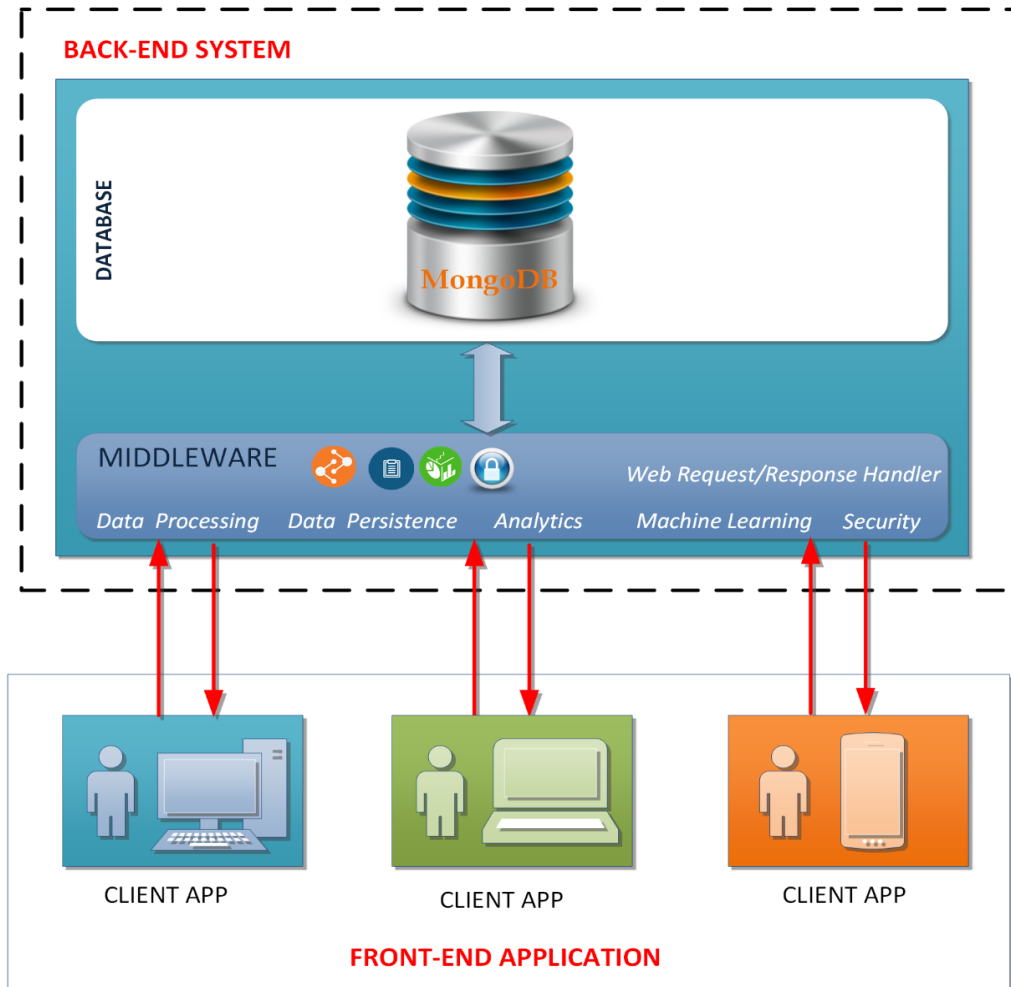 BACK-END SYSTEM
DATABASE
MongoDB
MIDDLEWARE
Web Request/Response Handler
Data Processing Data Persistence Analytics Machine Learning Security
CLIENT APP CLIENT APP CLIENT APP
FRONT-END APPLICATION